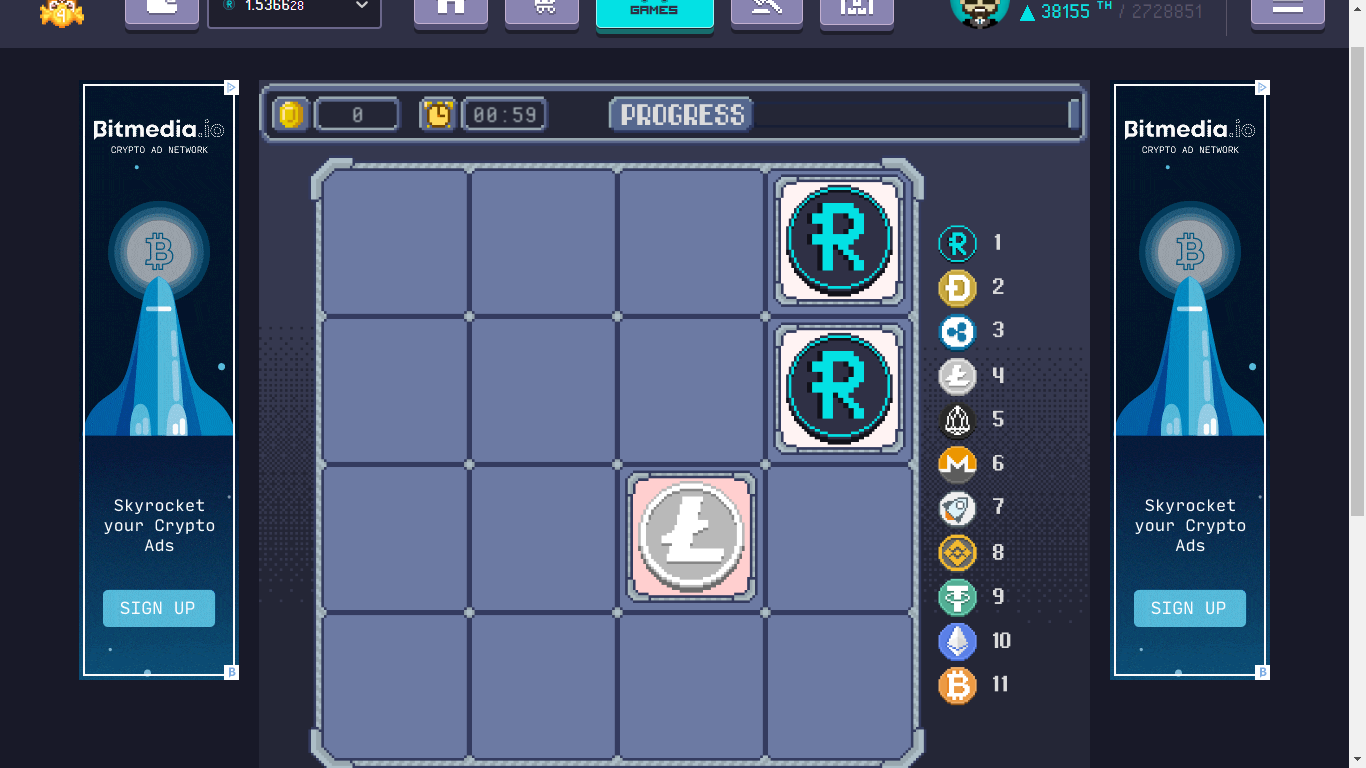 1.536628
GAMES
38155 TH / 2728851
0
00:59
PROGRESS
Bitmedia.io
CRYPTO AD NETWORK
Skyrocket
your Crypto
Ads
SIGN UP
1
2
3
4
5
6
7
8
9
10
11
Bitmedia.io
CRYPTO AD NETWORK
Skyrocket
your Crypto
Ads
SIGN UP